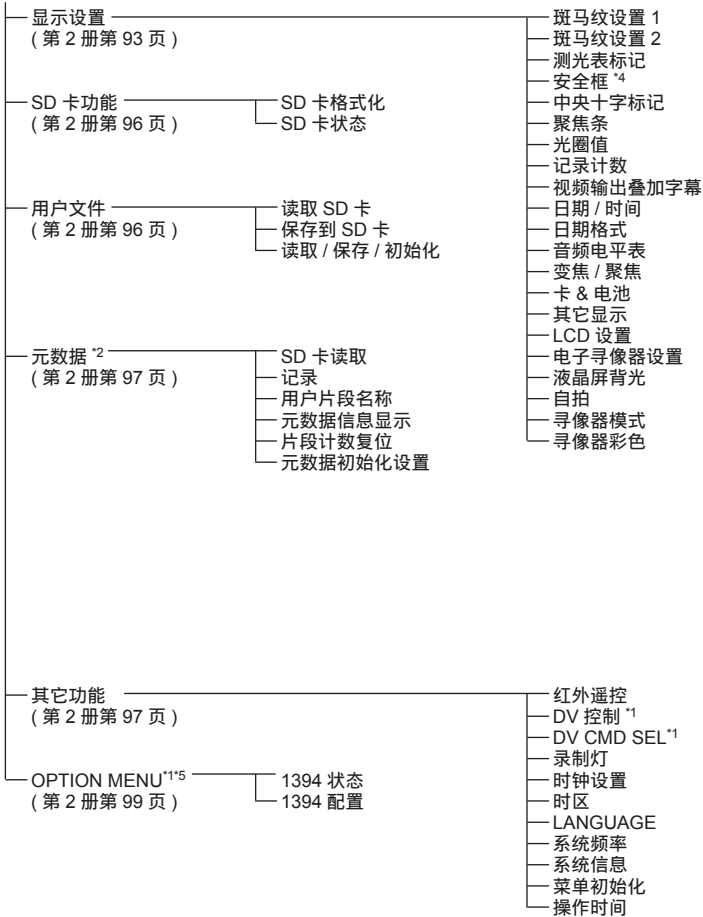 显示设置
( 第 2 册第 93 页 )
斑马纹设置 1
斑马纹设置 2
测光表标记
安全框 *4
中央十字标记
聚焦条
光圈值
记录计数
视频输出叠加字幕
日期 / 时间
日期格式
音频电平表
变焦 / 聚焦
卡 & 电池
其它显示
LCD 设置
电子寻像器设置
液晶屏背光
自拍
寻像器模式
寻像器彩色
SD 卡功能
( 第 2 册第 96 页 )
SD 卡格式化
SD 卡状态
用户文件
( 第 2 册第 96 页 )
读取 SD 卡
保存到 SD 卡
读取 / 保存 / 初始化
元数据 *2
( 第 2 册第 97 页 )
SD 卡读取
记录
用户片段名称
元数据信息显示
片段计数复位
元数据初始化设置
其它功能
( 第 2 册第 97 页 )
红外遥控
DV 控制 *1
DV CMD SEL*1
录制灯
时钟设置
时区
LANGUAGE
系统频率
系统信息
菜单初始化
操作时间
OPTION MENU*1*5
( 第 2 册第 99 页 )
1394 状态
1394 配置